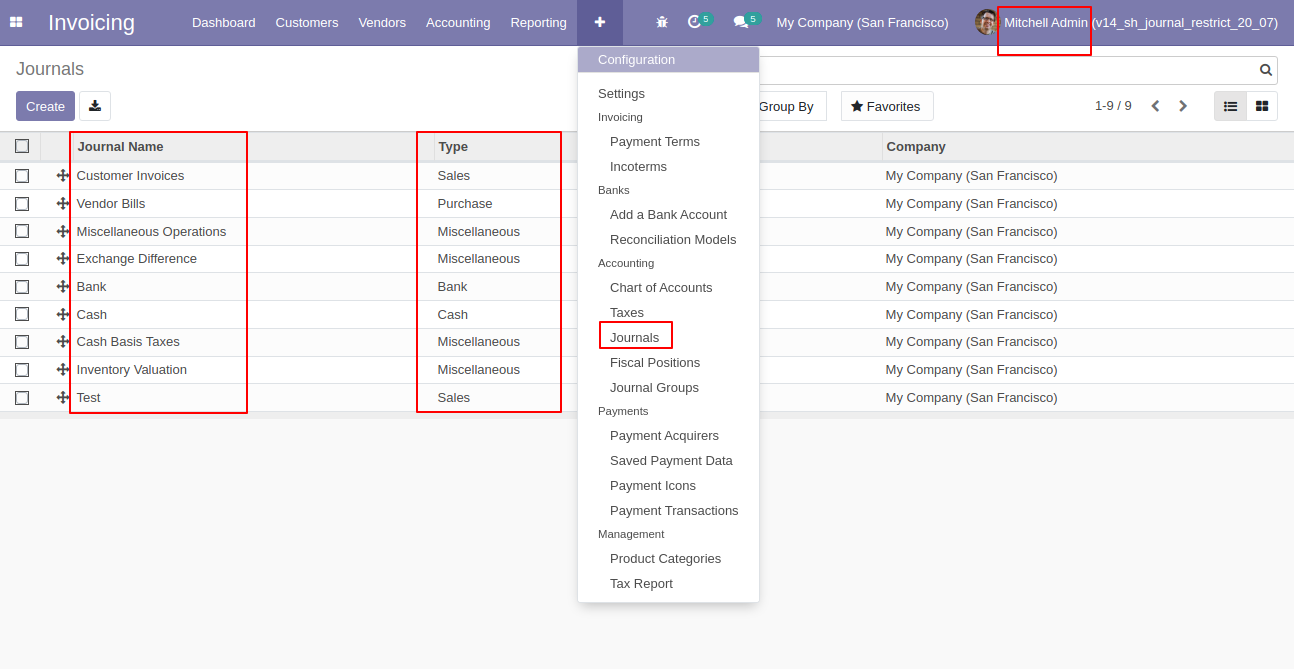 Invoicing Dashboard Customers Vendors Accounting Reporting 5 5 My Company (San Francisco) Mitchell Admin (v14_sh_journal_restrict_20_07)
Journals
Create Group By Favorites 1-9 / 9
Journal Name Type Company
Customer Invoices Sales My Company (San Francisco)
Vendor Bills Purchase My Company (San Francisco)
Miscellaneous Operations Miscellaneous My Company (San Francisco)
Exchange Difference Miscellaneous My Company (San Francisco)
Bank Bank My Company (San Francisco)
Cash Cash My Company (San Francisco)
Cash Basis Taxes Miscellaneous My Company (San Francisco)
Inventory Valuation Miscellaneous My Company (San Francisco)
Test Sales My Company (San Francisco)
Configuration
Settings
Invoicing
Payment Terms
Incoterms
Banks
Add a Bank Account
Reconciliation Models
Accounting
Chart of Accounts
Taxes
Journals
Fiscal Positions
Journal Groups
Payments
Payment Acquirers
Saved Payment Data
Payment Icons
Payment Transactions
Management
Product Categories
Tax Report